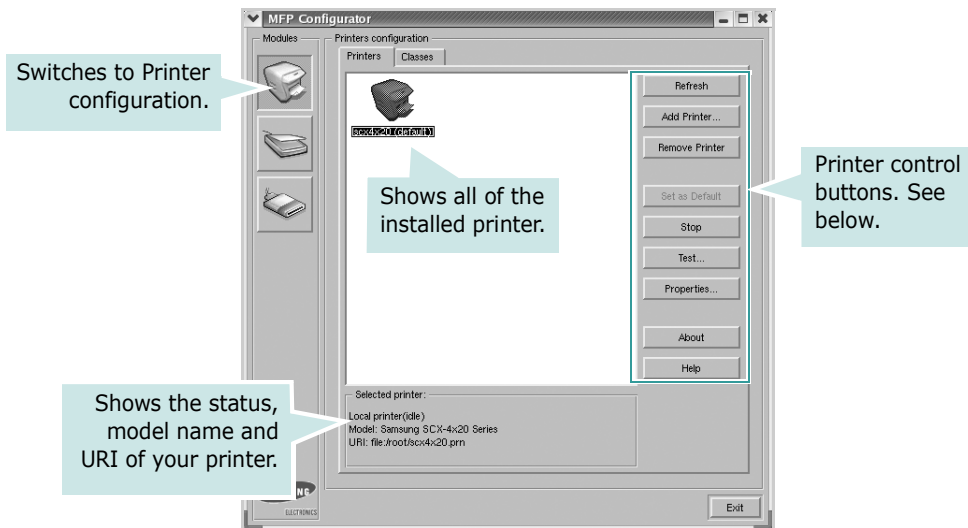 MFP Configurator
Modules
Printers configuration
Printers
Classes
Switches to Printer
configuration.
scx4x20 (default)
Shows all of the
installed printer.
Refresh
Add Printer...
Remove Printer
Set as Default
Stop
Test...
Properties...
About
Help
Printer control
buttons. See
below.
Shows the status,
model name and
URI of your printer.
Selected printer:
Local printer(idle)
Model: Samsung SCX-4x20 Series
URI: file:/root/scx4x20.prn
NG
ELECTRONICS
Exit